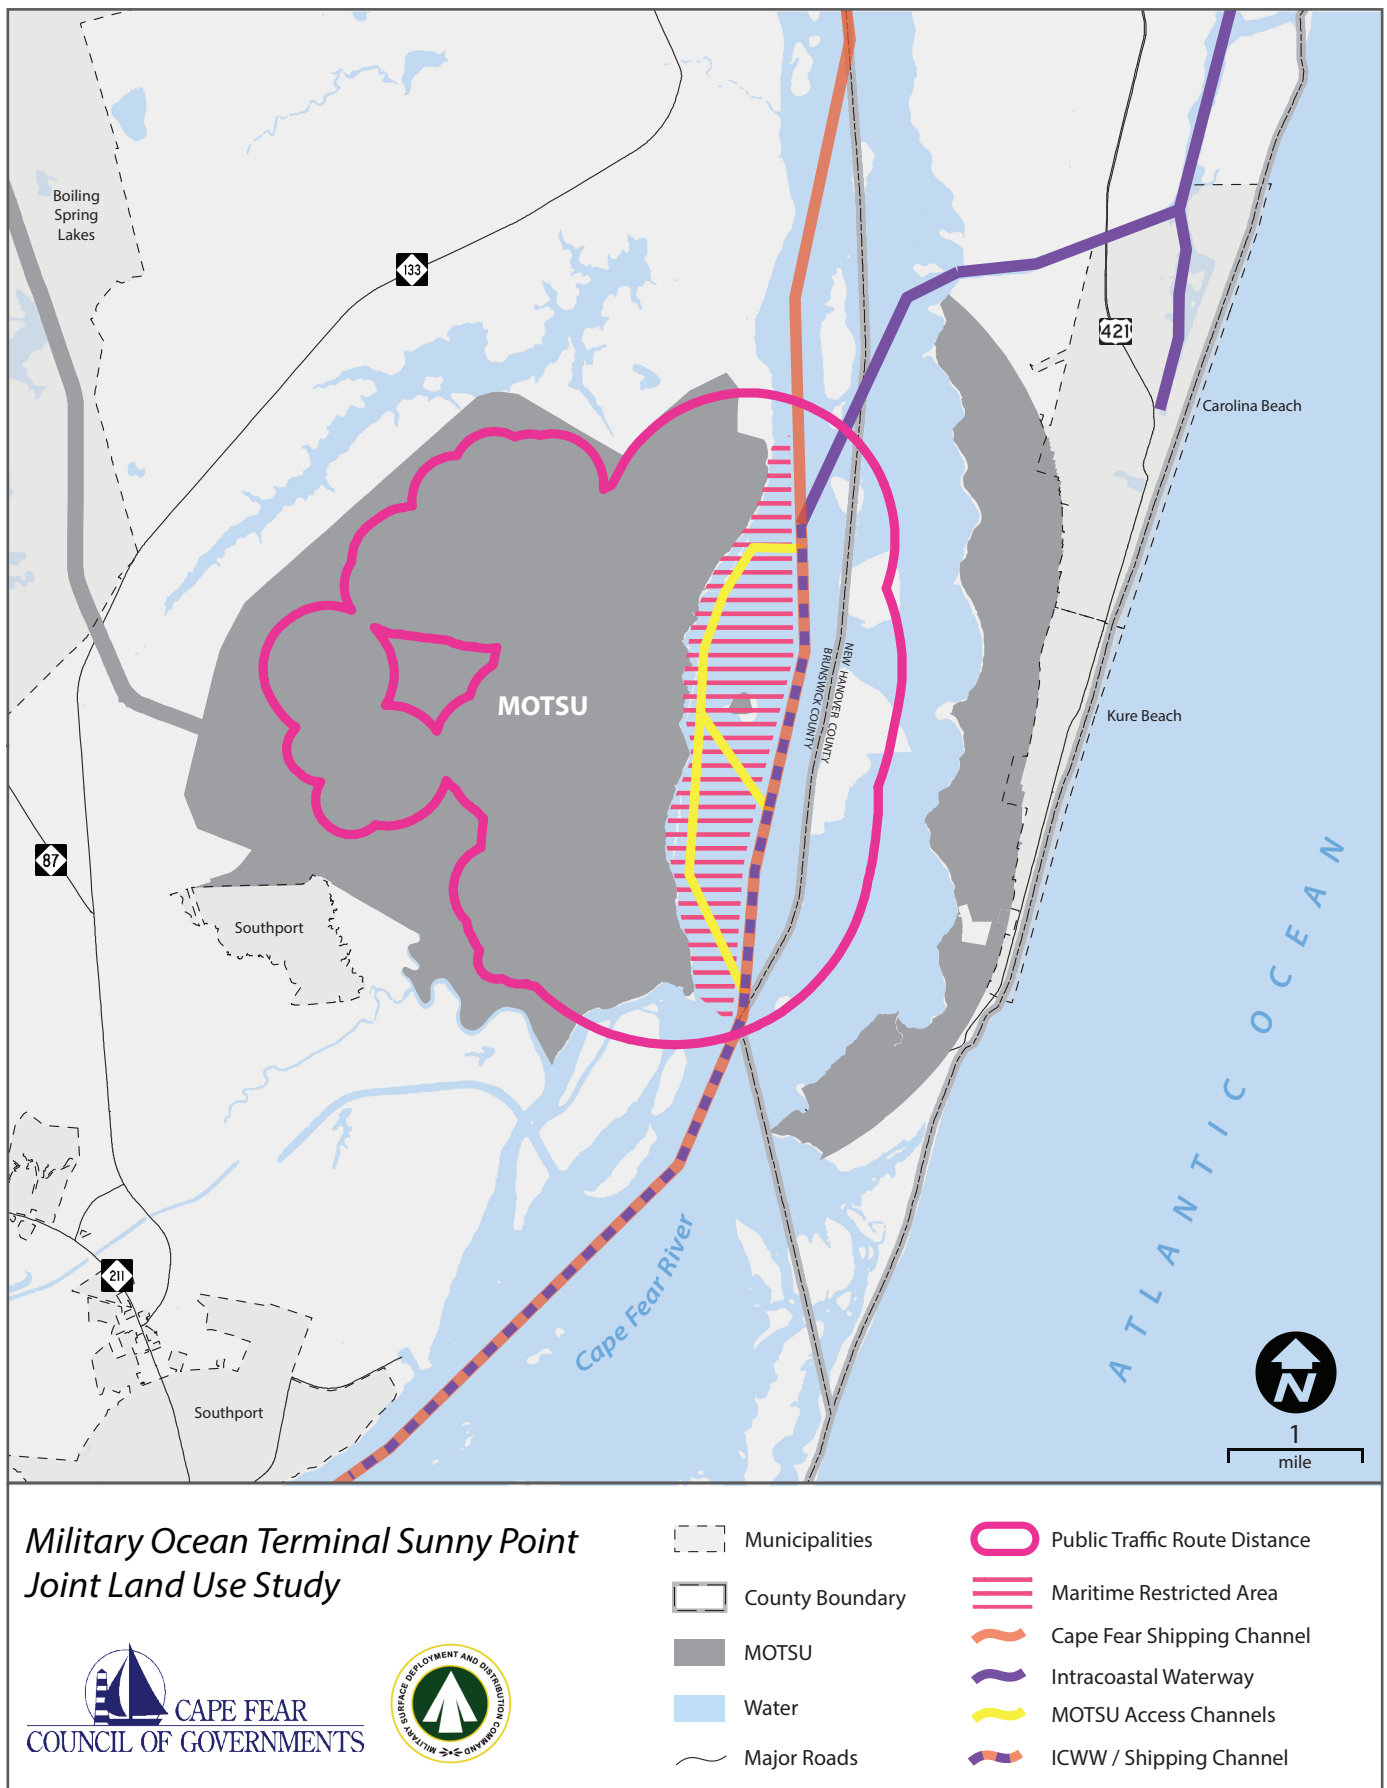 Boiling
Spring
Lakes
133
421
Carolina Beach
NEW HANOVER COUNTY
BRUNSWICK COUNTY
MOTSU
Kure Beach
87
Southport
ATLANTIC OCEAN
211
Cape Fear River
Southport
N
1
mile
Military Ocean Terminal Sunny Point
Joint Land Use Study
CAPE FEAR
COUNCIL OF GOVERNMENTS
MILITARY SURFACE DEPLOYMENT AND DISTRIBUTION COMMAND
Municipalities
County Boundary
MOTSU
Water
Major Roads
Public Traffic Route Distance
Maritime Restricted Area
Cape Fear Shipping Channel
Intracoastal Waterway
MOTSU Access Channels
ICWW / Shipping Channel